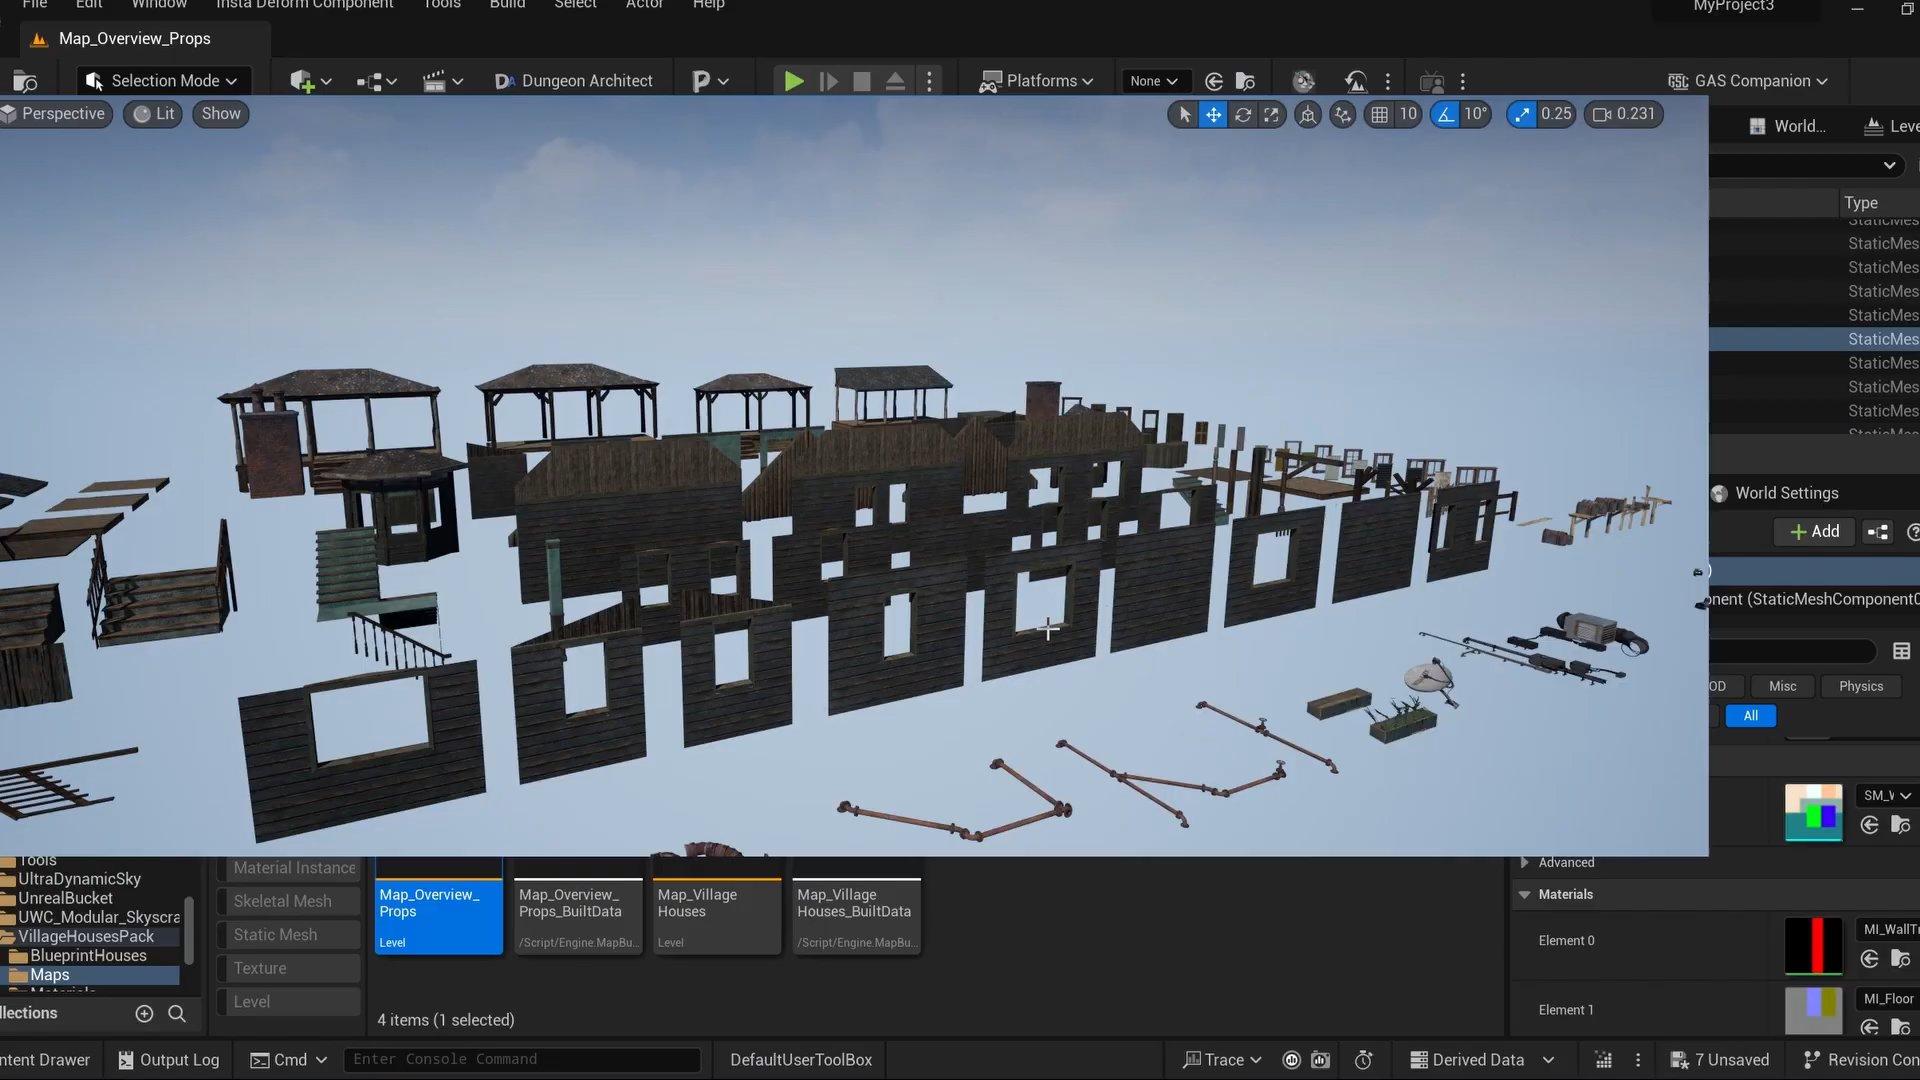 File Edit Window Insta Deform Component Tools Build Select Actor Help MyProject3
Map_Overview_Props
Selection Mode Dungeon Architect Platforms None GAS Companion
Perspective Lit Show 10 10° 0.25 0.231
World... Leve
Type
StaticMes
StaticMes
StaticMes
StaticMes
StaticMes
StaticMes
StaticMes
StaticMes
StaticMes
World Settings
Add
)
onent (StaticMeshComponent0
OD Misc Physics
All
SM_V
Advanced
Materials
Element 0 MI_WallTr
Element 1 MI_Floor
Tools
UltraDynamicSky
UnrealBucket
UWC_Modular_Skyscra
VillageHousesPack
BlueprintHouses
Maps
Materials
llections
Material Instance
Skeletal Mesh
Static Mesh
Texture
Level
Map_Overview_
Props
Level
Map_Overview_
Props_BuiltData
/Script/Engine.MapBu...
Map_Village
Houses
Level
Map_Village
Houses_BuiltData
/Script/Engine.MapBu...
4 items (1 selected)
ntent Drawer Output Log Cmd Enter Console Command DefaultUserToolBox Trace Derived Data 7 Unsaved Revision Con